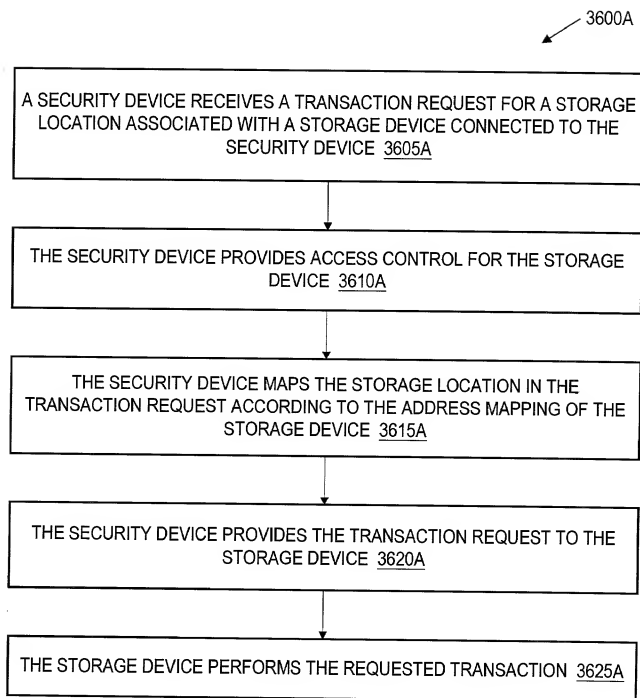 3600A
A SECURITY DEVICE RECEIVES A TRANSACTION REQUEST FOR A STORAGE
LOCATION ASSOCIATED WITH A STORAGE DEVICE CONNECTED TO THE
SECURITY DEVICE 3605A
THE SECURITY DEVICE PROVIDES ACCESS CONTROL FOR THE STORAGE
DEVICE 3610A
THE SECURITY DEVICE MAPS THE STORAGE LOCATION IN THE
TRANSACTION REQUEST ACCORDING TO THE ADDRESS MAPPING OF THE
STORAGE DEVICE 3615A
THE SECURITY DEVICE PROVIDES THE TRANSACTION REQUEST TO THE
STORAGE DEVICE 3620A
THE STORAGE DEVICE PERFORMS THE REQUESTED TRANSACTION 3625A